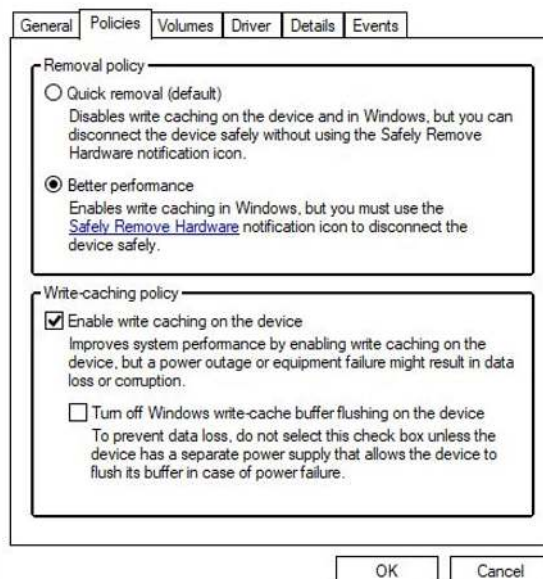 General Policies Volumes Driver Details Events
Removal policy
Quick removal (default)
Disables write caching on the device and in Windows, but you can
disconnect the device safely without using the Safely Remove
Hardware notification icon.
Better performance
Enables write caching in Windows, but you must use the
Safely Remove Hardware notification icon to disconnect the
device safely.
Write-caching policy
Enable write caching on the device
Improves system performance by enabling write caching on the
device, but a power outage or equipment failure might result in data
loss or corruption.
Turn off Windows write-cache buffer flushing on the device
To prevent data loss, do not select this check box unless the
device has a separate power supply that allows the device to
flush its buffer in case of power failure.
OK Cancel